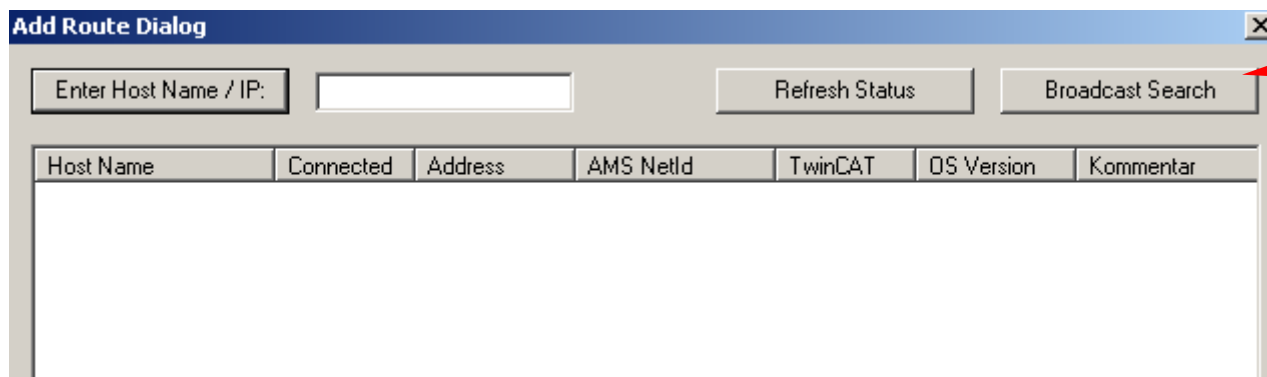 Add Route Dialog
Enter Host Name / IP: Refresh Status Broadcast Search
Host Name Connected Address AMS NetId TwinCAT OS Version Kommentar